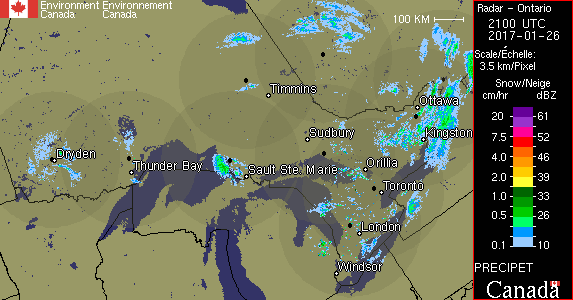 Environment Environnement
Canada Canada
100 KM
Timmins
Ottawa
Sudbury
Kingston
Dryden
Thunder Bay
Sault Ste. Marie
Orillia
Toronto
London
Windsor
Radar - Ontario
2100 UTC
2017-01-26
Scale/Échelle:
3.5 km/Pixel
Snow/Neige
cm/hr dBZ
20 61
7.5 52
4.0 46
2.0 39
1.0 33
0.5 26
0.1 10
PRECIPET
Canada